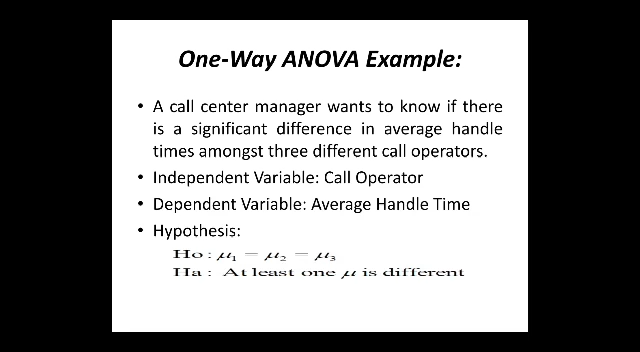 One-Way ANOVA Example:
• A call center manager wants to know if there
is a significant difference in average handle
times amongst three different call operators.
• Independent Variable: Call Operator
• Dependent Variable: Average Handle Time
• Hypothesis:
Ho : μ₁ = μ₂ = μ₃
Ha : At least one μ is different